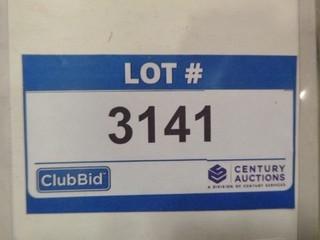 LOT #
3141
ClubBid
CENTURY
AUCTIONS
A DIVISION OF CENTURY SERVICES